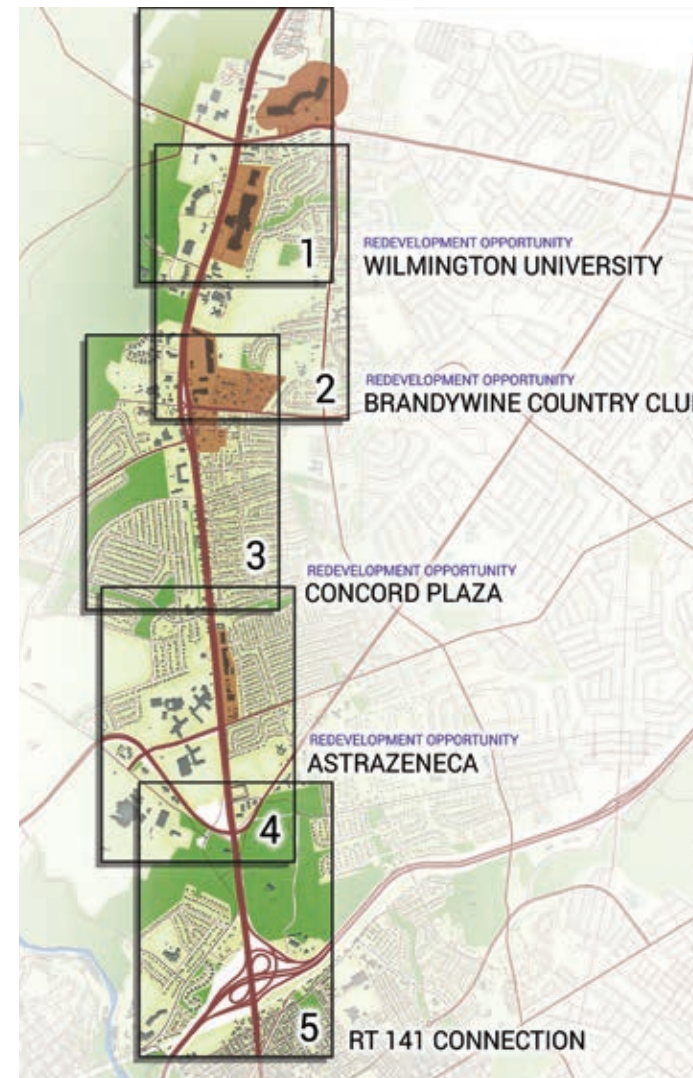 1
REDEVELOPMENT OPPORTUNITY
WILMINGTON UNIVERSITY
2
REDEVELOPMENT OPPORTUNITY
BRANDYWINE COUNTRY CLU
3
REDEVELOPMENT OPPORTUNITY
CONCORD PLAZA
REDEVELOPMENT OPPORTUNITY
ASTRAZENECA
4
5
RT 141 CONNECTION